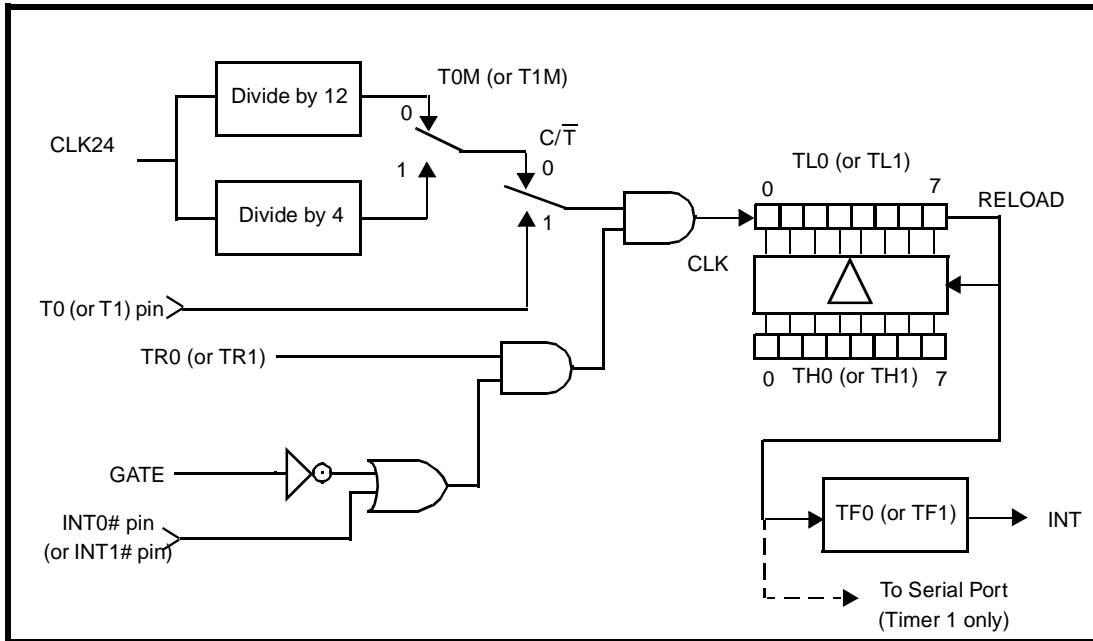 T0M (or T1M)
Divide by 12
0
CLK24
C/T̅
0
1
Divide by 4
1
TL0 (or TL1)
0 7
RELOAD
CLK
T0 (or T1) pin
TR0 (or TR1)
0 TH0 (or TH1) 7
GATE
INT0# pin
(or INT1# pin)
TF0 (or TF1)
INT
To Serial Port
(Timer 1 only)